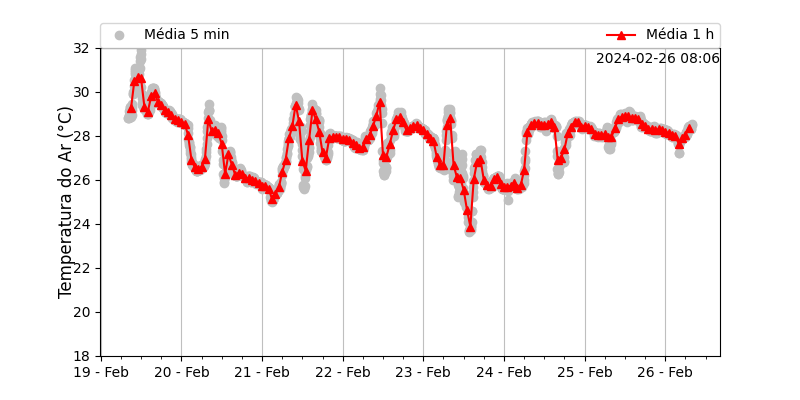 Média 5 min
Média 1 h
2024-02-26 08:06
Temperatura do Ar (°C)
32
30
28
26
24
22
20
18
19 - Feb
20 - Feb
21 - Feb
22 - Feb
23 - Feb
24 - Feb
25 - Feb
26 - Feb